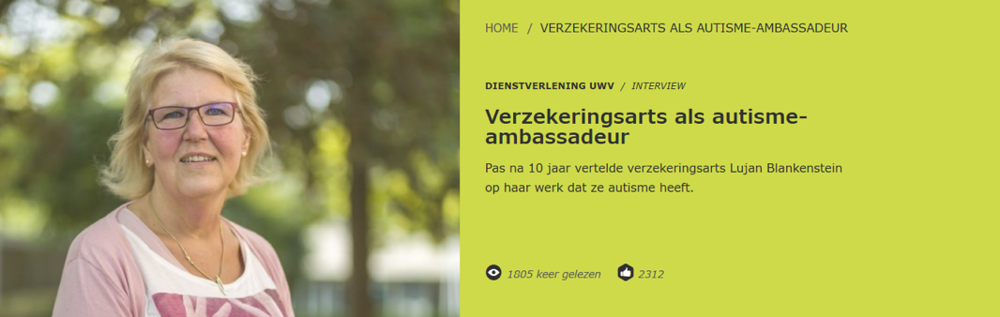 HOME / VERZEKERINGSARTS ALS AUTISME-AMBASSADEUR
DIENSTVERLENING UWV / INTERVIEW
Verzekeringsarts als autisme-
ambassadeur
Pas na 10 jaar vertelde verzekeringsarts Lujan Blankenstein
op haar werk dat ze autisme heeft.
1805 keer gelezen 2312